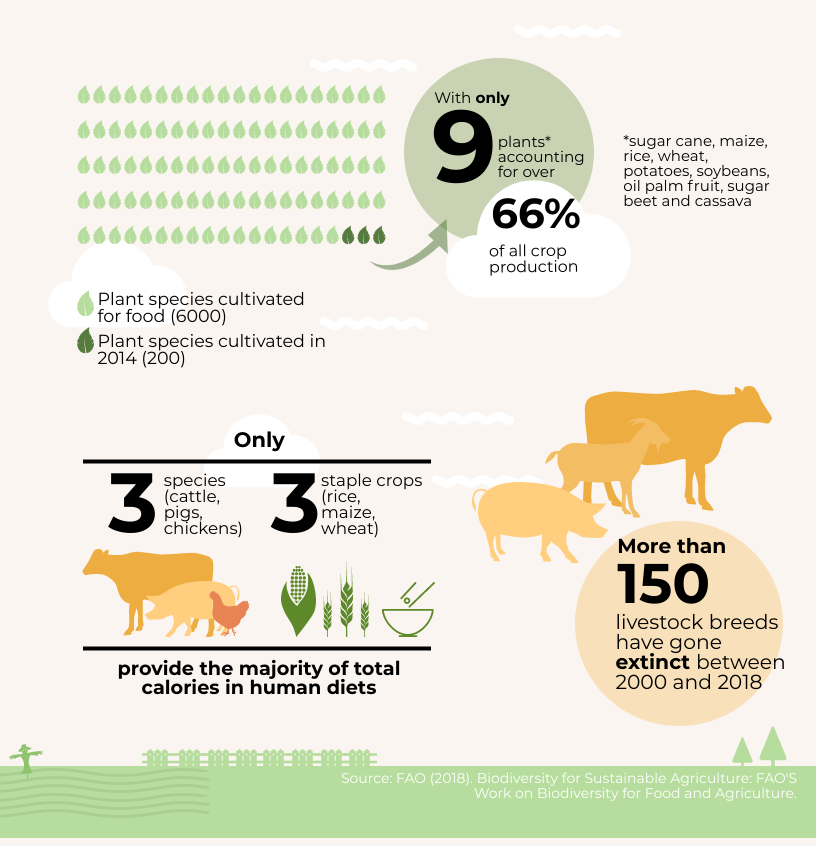 With only
9
plants*
accounting
for over
66%
of all crop
production
*sugar cane, maize,
rice, wheat,
potatoes, soybeans,
oil palm fruit, sugar
beet and cassava
Plant species cultivated
for food (6000)
Plant species cultivated in
2014 (200)
Only
3
species
(cattle,
pigs,
chickens)
3
staple crops
(rice,
maize,
wheat)
provide the majority of total
calories in human diets
More than
150
livestock breeds
have gone
extinct between
2000 and 2018
Source: FAO (2018). Biodiversity for Sustainable Agriculture: FAO'S
Work on Biodiversity for Food and Agriculture.